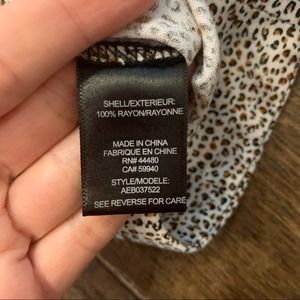 SHELL/EXTERIEUR:
100% RAYON/RAYONNE
MADE IN CHINA
FABRIQUE EN CHINE
RN# 44480
CA# 59940
STYLE/MODELE:
AEB037522
SEE REVERSE FOR CARE